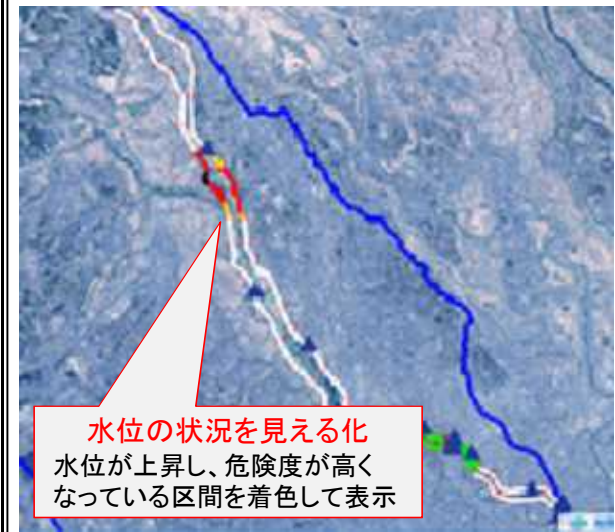 水位の状況を見える化
水位が上昇し、危険度が高く
なっている区間を着色して表示